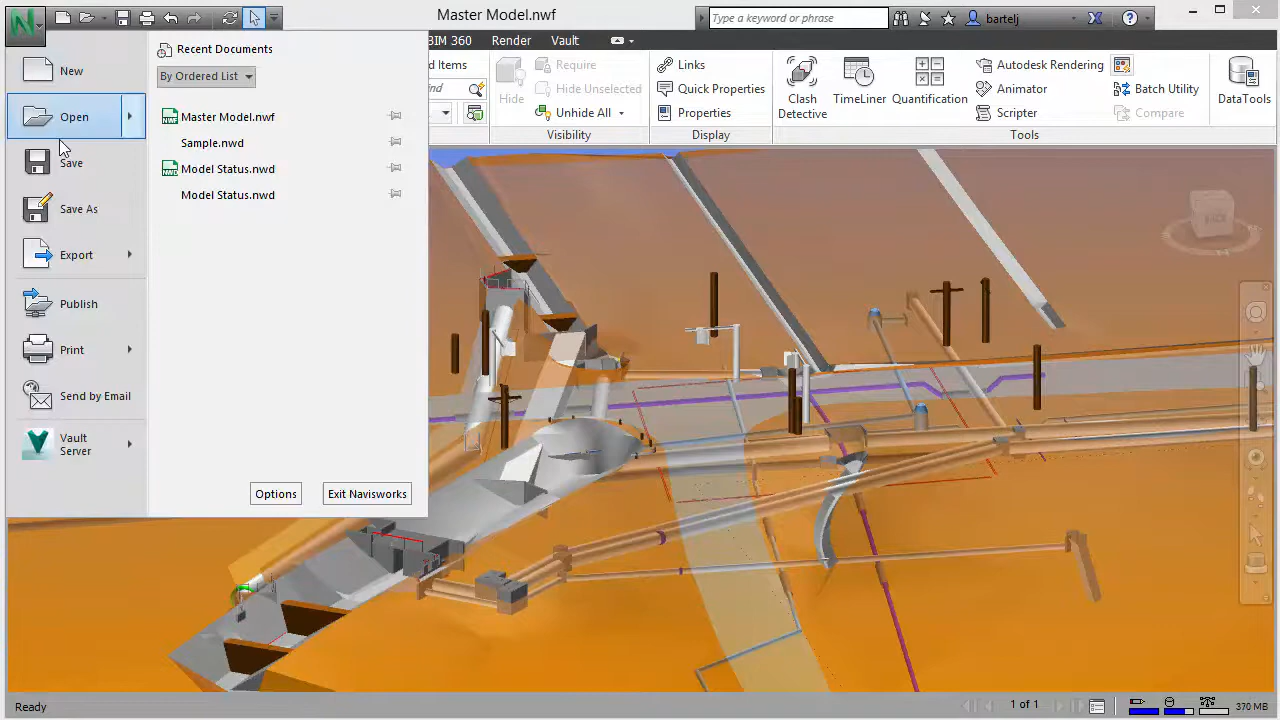 Master Model.nwf
Type a keyword or phrase
bartelj
BIM 360
Render
Vault
Recent Documents
By Ordered List
New
Open
Save
Save As
Export
Publish
Print
Send by Email
Vault
Server
Master Model.nwf
Sample.nwd
Model Status.nwd
Model Status.nwd
Options
Exit Navisworks
d Items
ind
Hide
Require
Hide Unselected
Unhide All
Visibility
Links
Quick Properties
Properties
Display
Clash
Detective
TimeLiner
Quantification
Autodesk Rendering
Animator
Scripter
Batch Utility
Compare
Tools
DataTools
Ready
1 of 1
370 MB